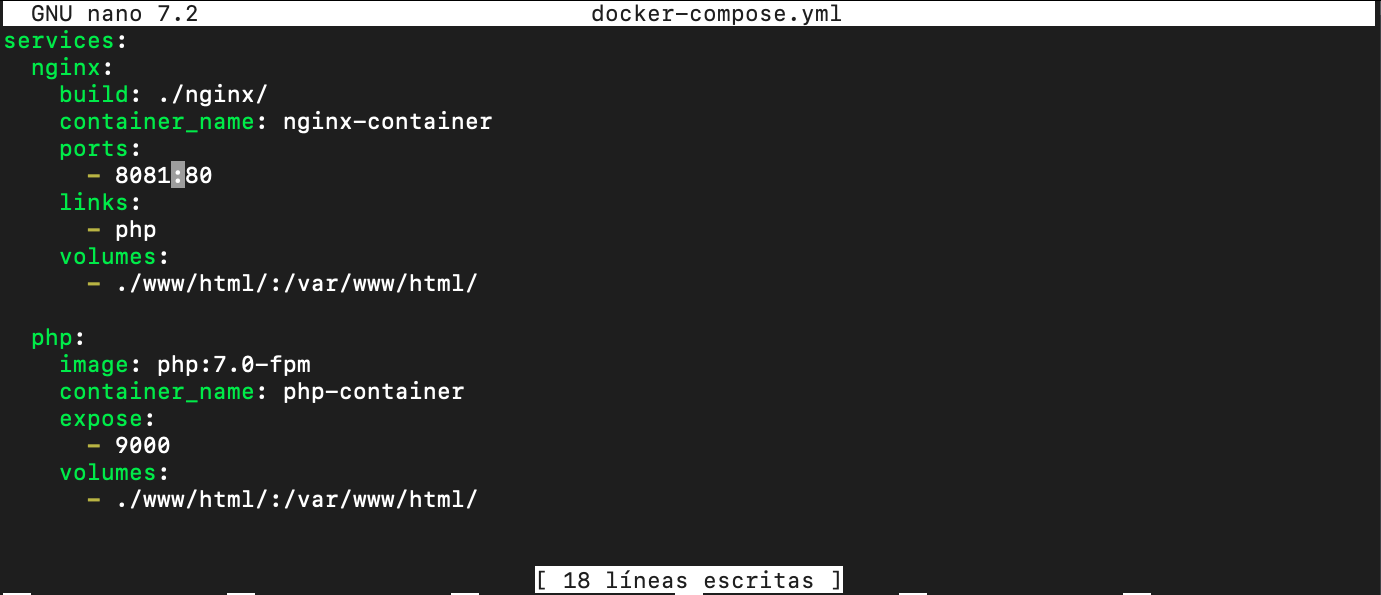 GNU nano 7.2 docker-compose.yml
services:
  nginx:
    build: ./nginx/
    container_name: nginx-container
    ports:
      - 8081:80
    links:
      - php
    volumes:
      - ./www/html/:/var/www/html/

  php:
    image: php:7.0-fpm
    container_name: php-container
    expose:
      - 9000
    volumes:
      - ./www/html/:/var/www/html/

[ 18 líneas escritas ]